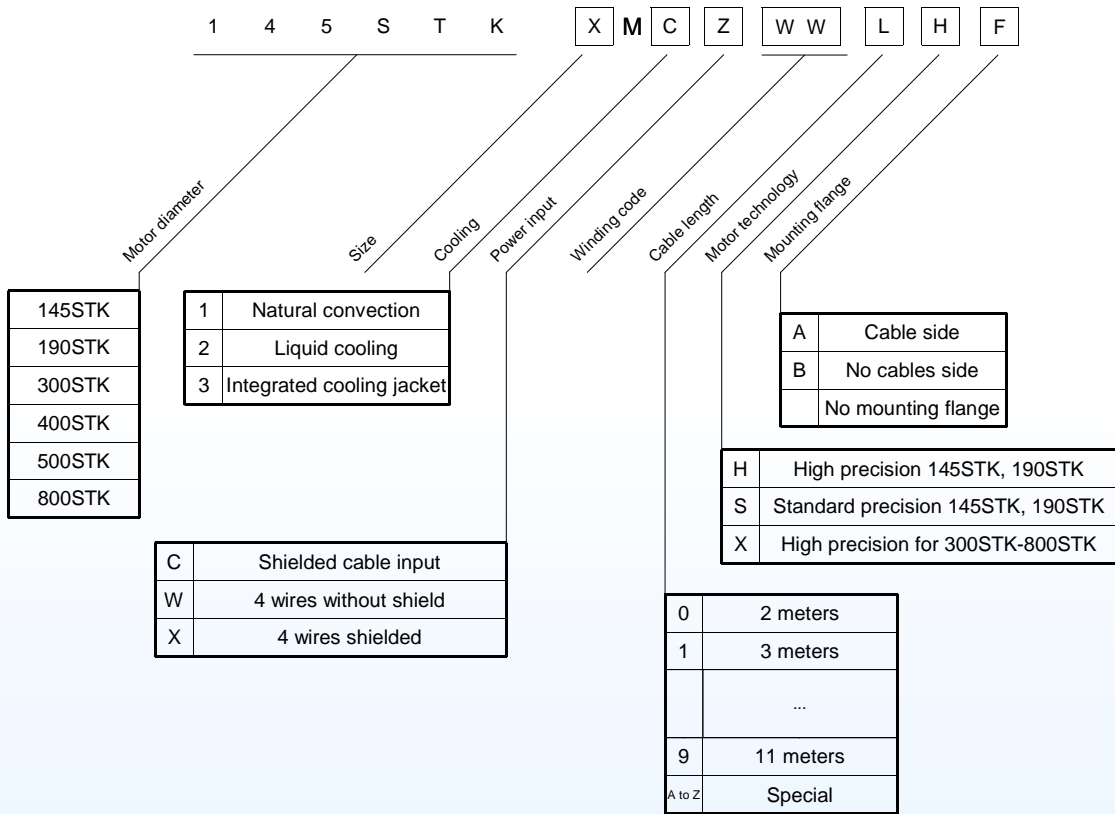 1 4 5 S T K X M C Z W W L H F
Motor diameter
Size
Cooling
Power input
Winding code
Cable length
Motor technology
Mounting flange
145STK
190STK
300STK
400STK
500STK
800STK
1 Natural convection
2 Liquid cooling
3 Integrated cooling jacket
A Cable side
B No cables side
No mounting flange
H High precision 145STK, 190STK
S Standard precision 145STK, 190STK
X High precision for 300STK-800STK
C Shielded cable input
W 4 wires without shield
X 4 wires shielded
0 2 meters
1 3 meters
...
9 11 meters
A to Z Special